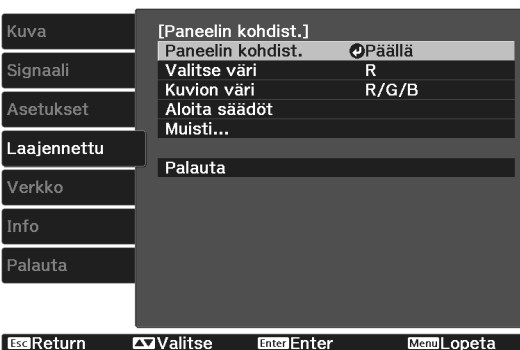 Kuva
Signaali
Asetukset
Laajennettu
Verkko
Info
Palauta
[Paneelin kohdist.]
Paneelin kohdist. Päällä
Valitse väri R
Kuvion väri R/G/B
Aloita säädöt
Muisti...
Palauta
Esc Return Valitse Enter Enter Menu Lopeta